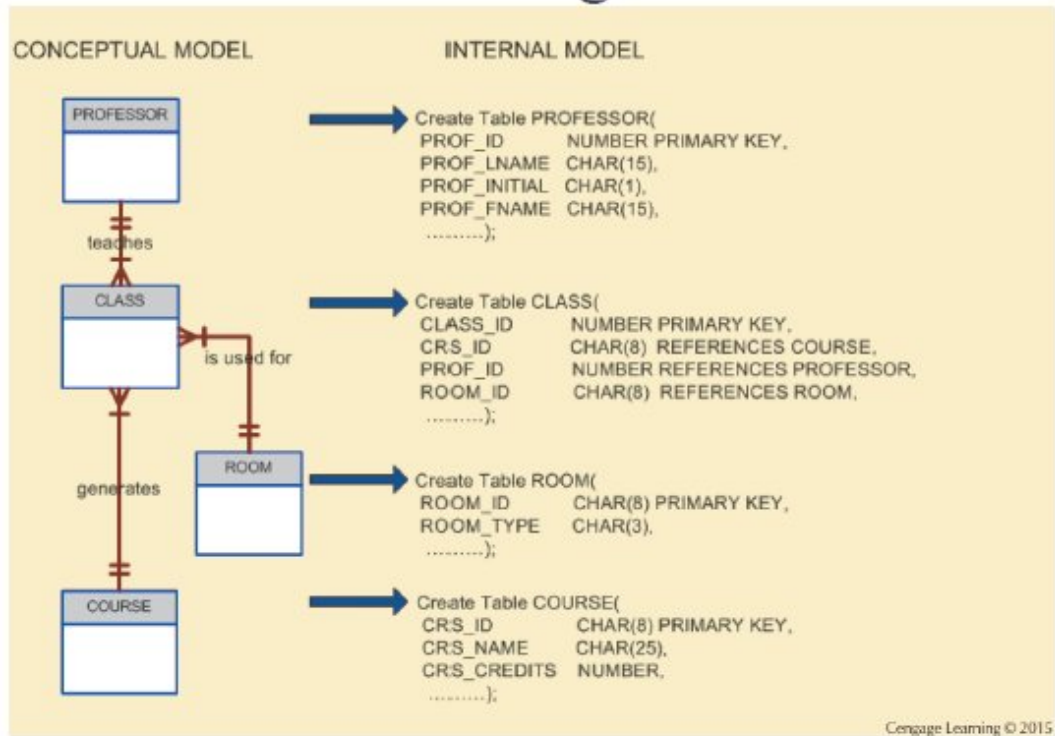 CONCEPTUAL MODEL
INTERNAL MODEL
PROFESSOR
teaches
CLASS
is used for
ROOM
generates
COURSE
Create Table PROFESSOR(
PROF_ID NUMBER PRIMARY KEY,
PROF_LNAME CHAR(15),
PROF_INITIAL CHAR(1),
PROF_FNAME CHAR(15),
..........);
Create Table CLASS(
CLASS_ID NUMBER PRIMARY KEY,
CRS_ID CHAR(8) REFERENCES COURSE,
PROF_ID NUMBER REFERENCES PROFESSOR,
ROOM_ID CHAR(8) REFERENCES ROOM,
..........);
Create Table ROOM(
ROOM_ID CHAR(8) PRIMARY KEY,
ROOM_TYPE CHAR(3),
..........);
Create Table COURSE(
CRS_ID CHAR(8) PRIMARY KEY,
CRS_NAME CHAR(25),
CRS_CREDITS NUMBER,
..........);
Cengage Learning © 2015